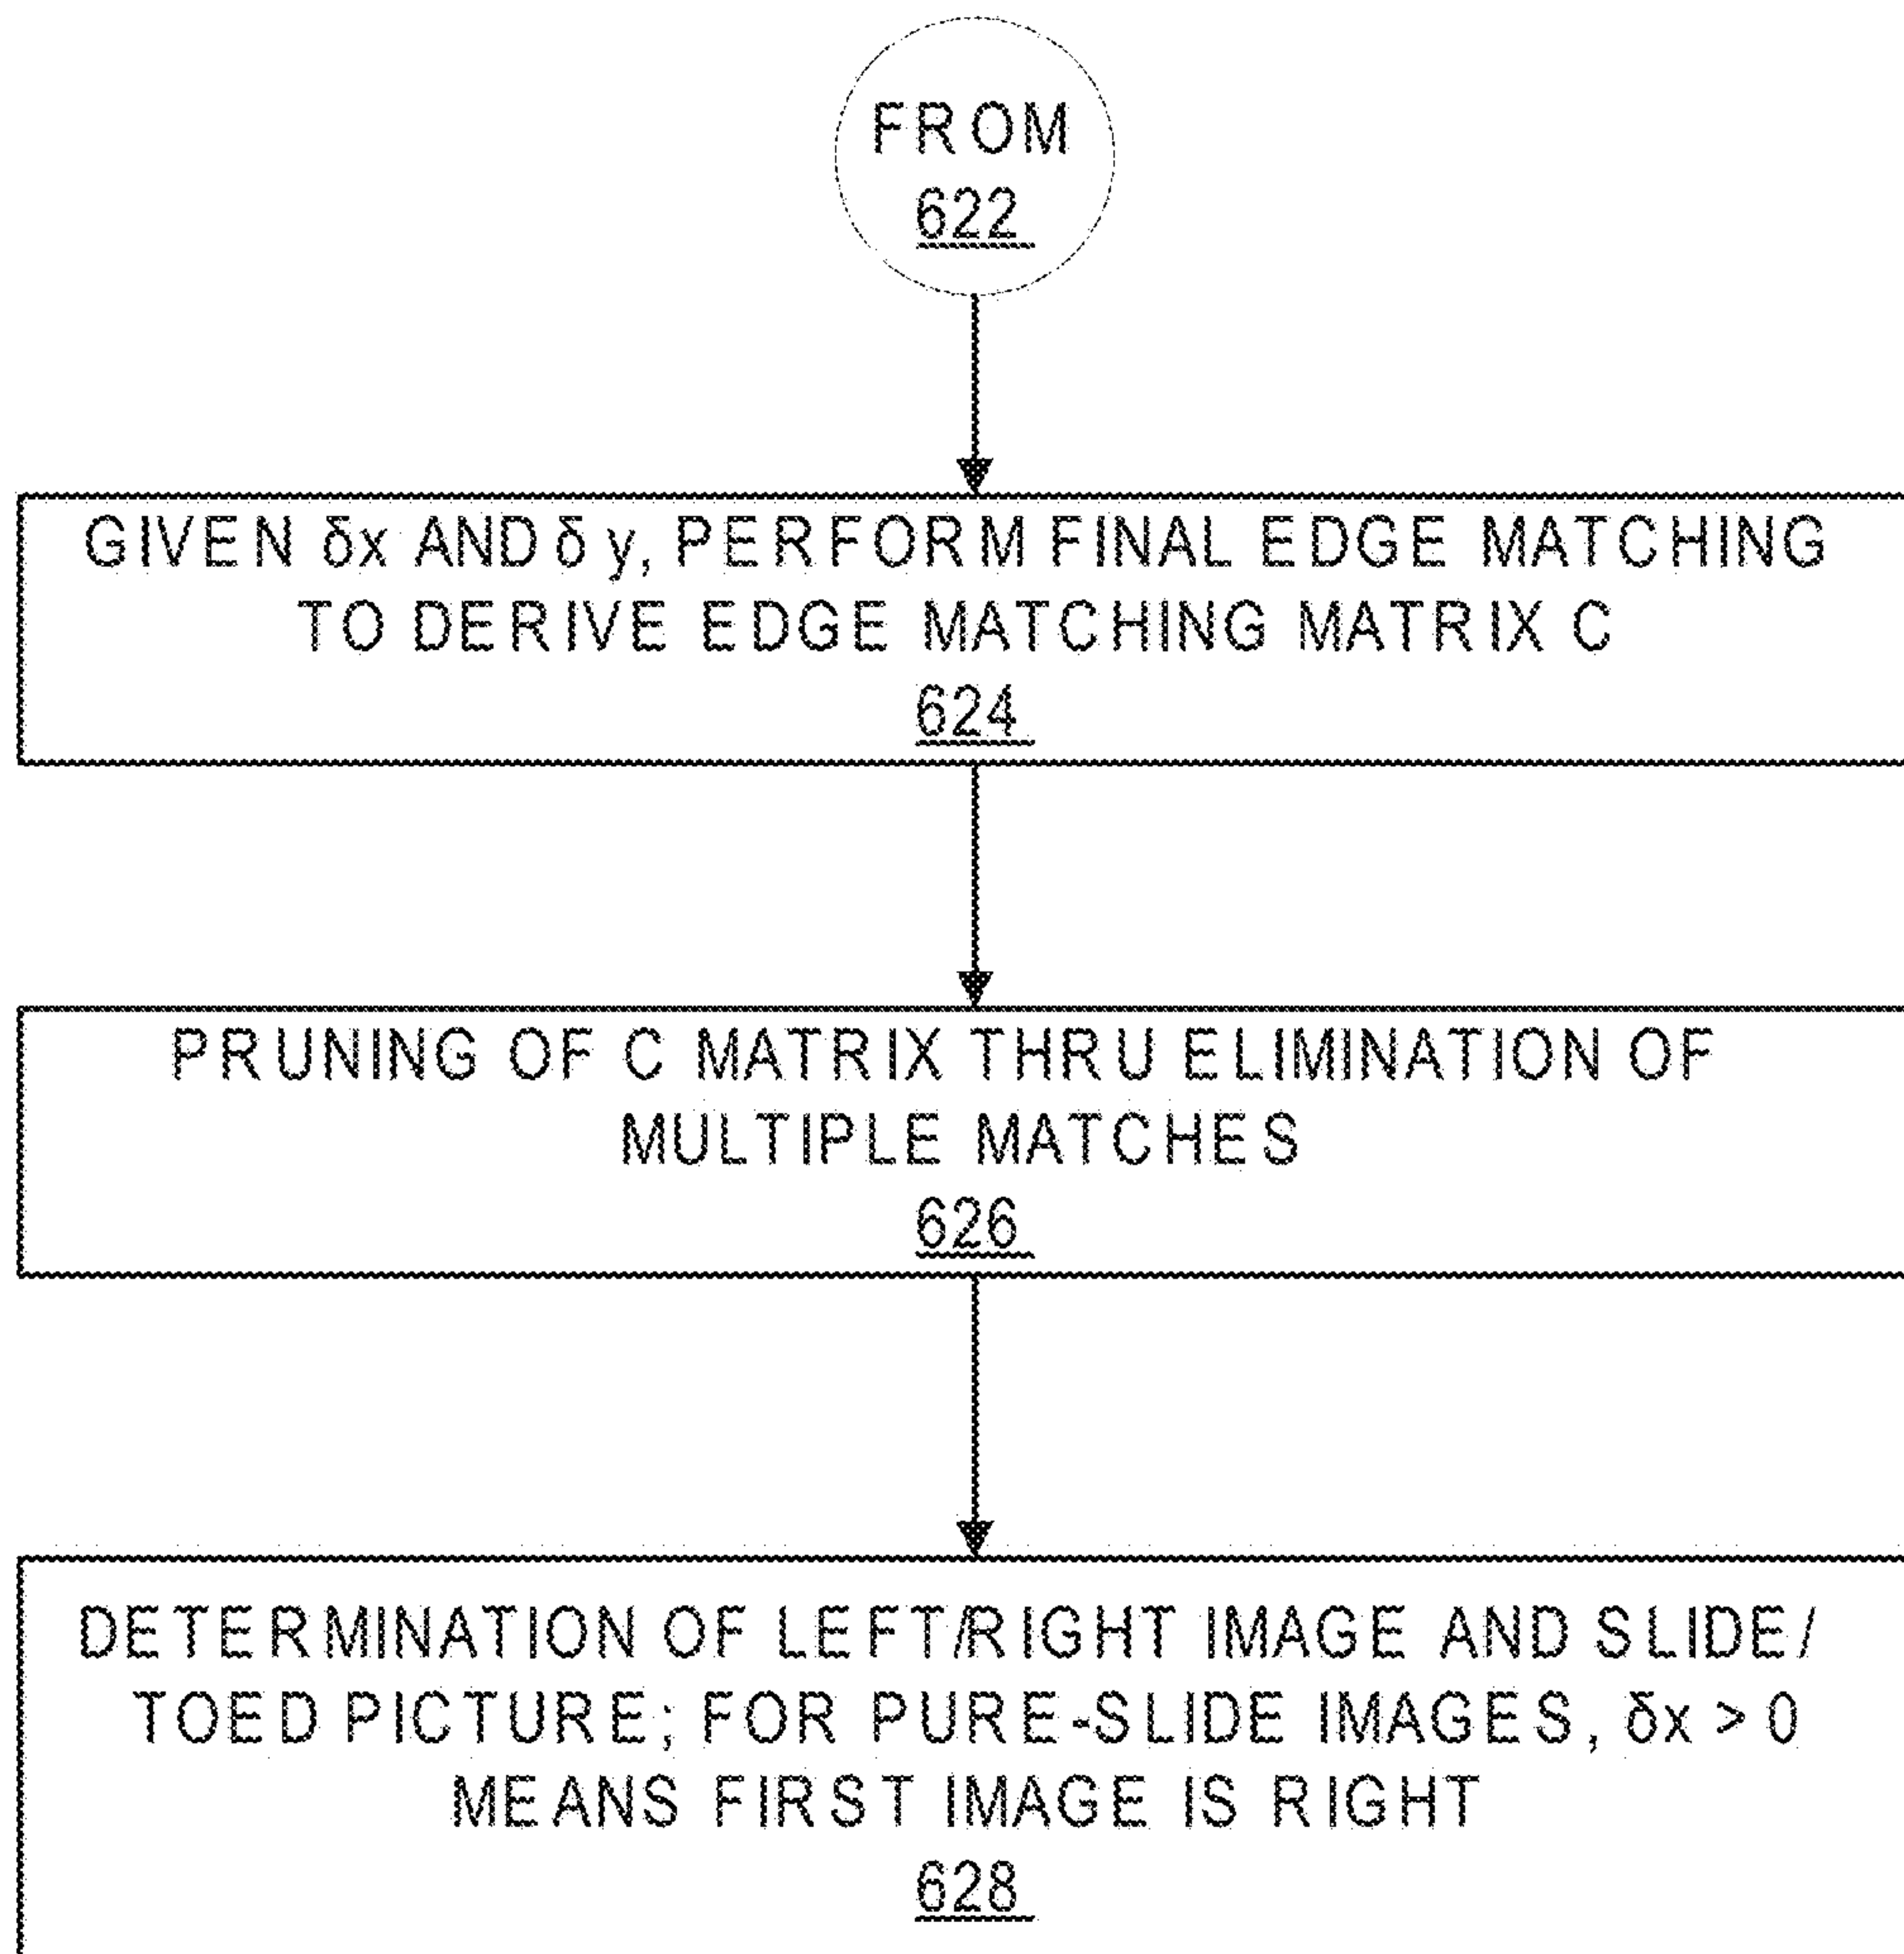 FROM
622
GIVEN δx AND δ y, PERFORM FINAL EDGE MATCHING
TO DERIVE EDGE MATCHING MATRIX C
624
PRUNING OF C MATRIX THRU ELIMINATION OF
MULTIPLE MATCHES
626
DETERMINATION OF LEFT/RIGHT IMAGE AND SLIDE/
TOED PICTURE; FOR PURE-SLIDE IMAGES, δx > 0
MEANS FIRST IMAGE IS RIGHT
628